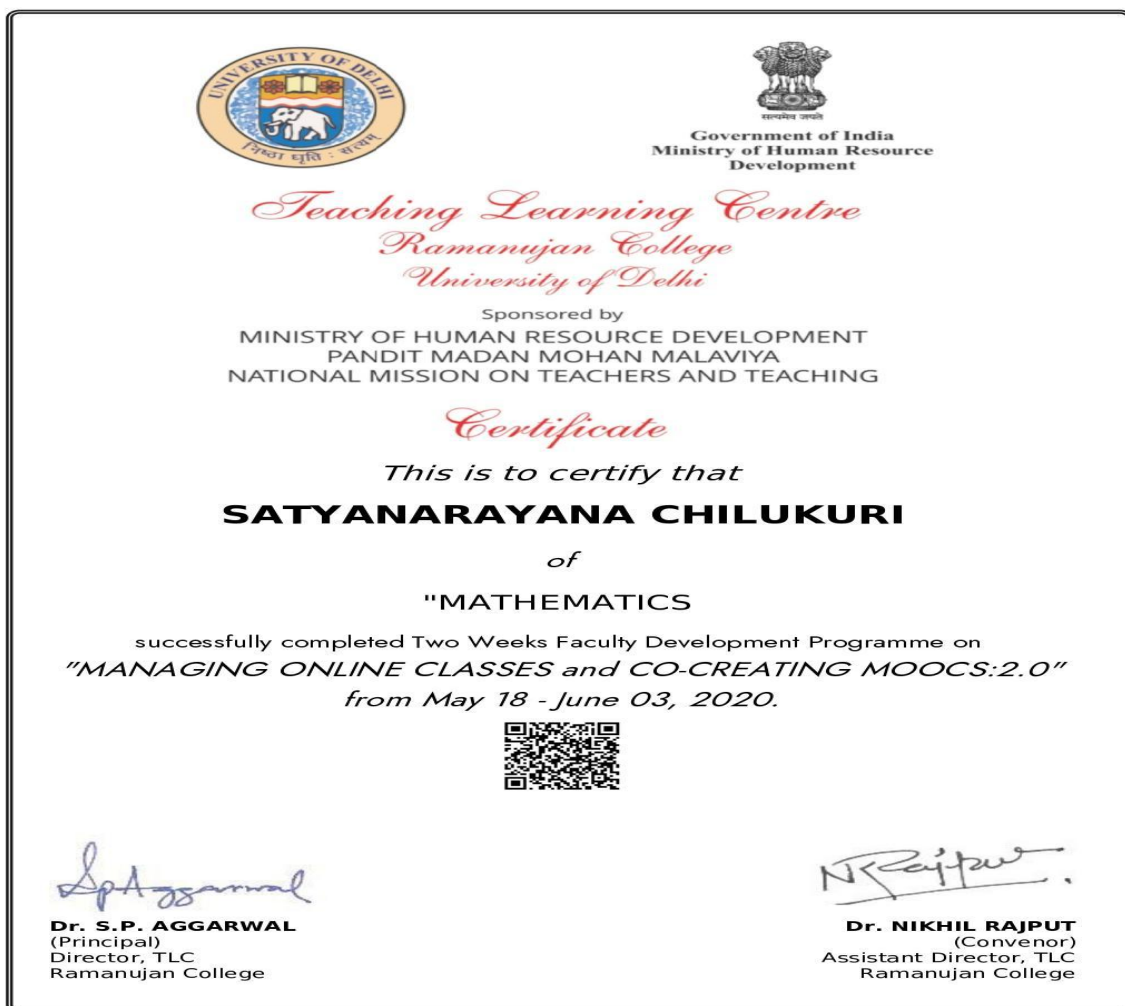 UNIVERSITY OF DELHI
निष्ठा धृति : सत्यम्
सत्यमेव जयते
Government of India
Ministry of Human Resource
Development
Teaching Learning Centre
Ramanujan College
University of Delhi
Sponsored by
MINISTRY OF HUMAN RESOURCE DEVELOPMENT
PANDIT MADAN MOHAN MALAVIYA
NATIONAL MISSION ON TEACHERS AND TEACHING
Certificate
This is to certify that
SATYANARAYANA CHILUKURI
of
"MATHEMATICS
successfully completed Two Weeks Faculty Development Programme on
"MANAGING ONLINE CLASSES and CO-CREATING MOOCS:2.0"
from May 18 - June 03, 2020.
SpAggarwal
NKRajput
Dr. S.P. AGGARWAL
(Principal)
Director, TLC
Ramanujan College
Dr. NIKHIL RAJPUT
(Convenor)
Assistant Director, TLC
Ramanujan College